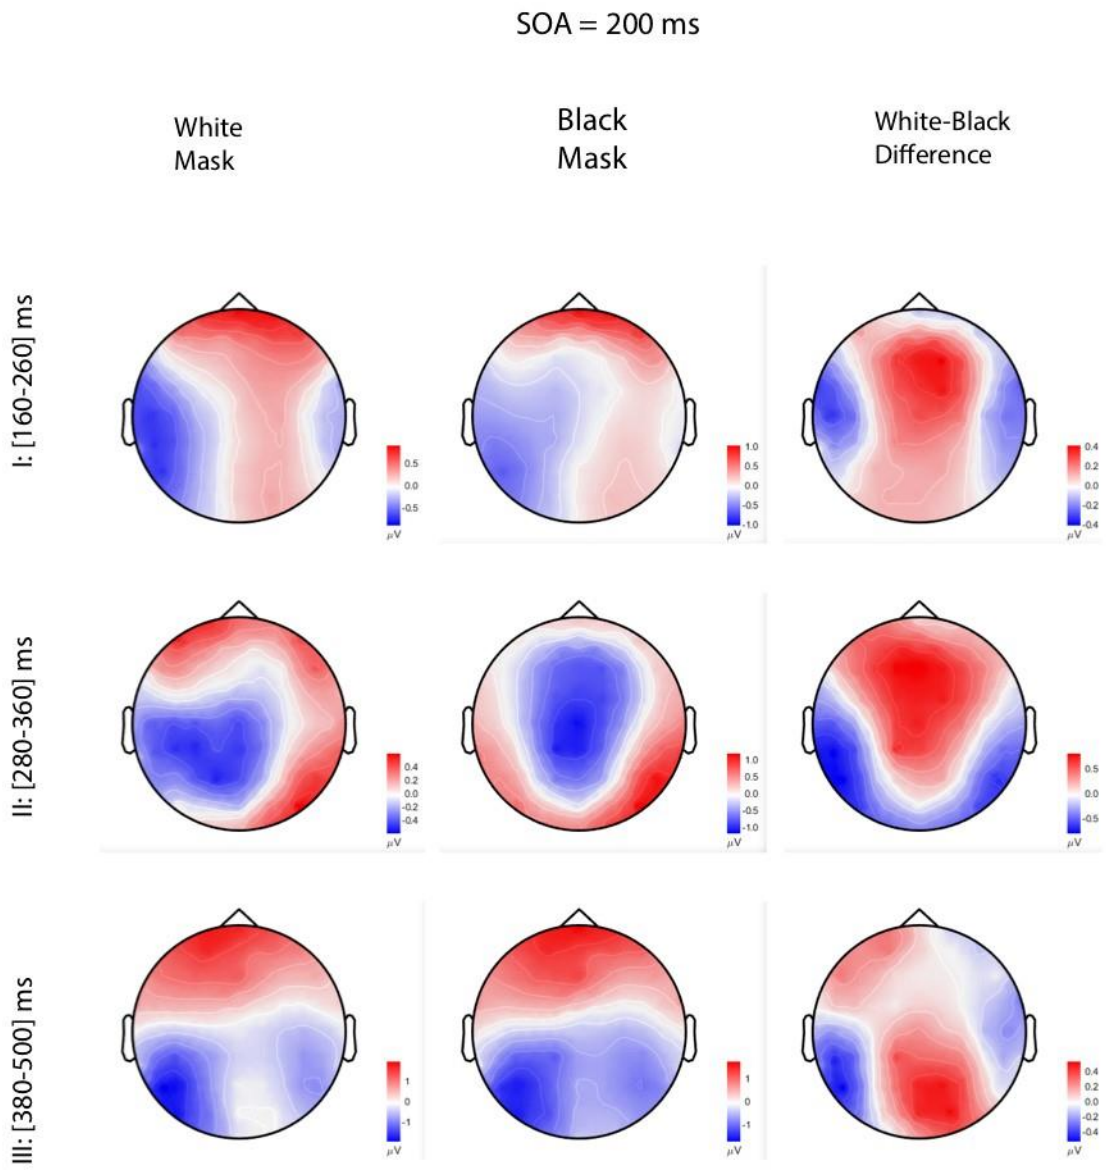 SOA = 200 ms
White
Mask
Black
Mask
White-Black
Difference
I: [160-260] ms
0.5
0.0
-0.5
μV
1.0
0.5
0.0
-0.5
-1.0
μV
0.4
0.2
0.0
-0.2
-0.4
μV
II: [280-360] ms
0.4
0.2
0.0
-0.2
-0.4
μV
1.0
0.5
0.0
-0.5
-1.0
μV
0.5
0.0
-0.5
μV
III: [380-500] ms
1
0
-1
μV
1
0
-1
μV
0.4
0.2
0.0
-0.2
-0.4
μV